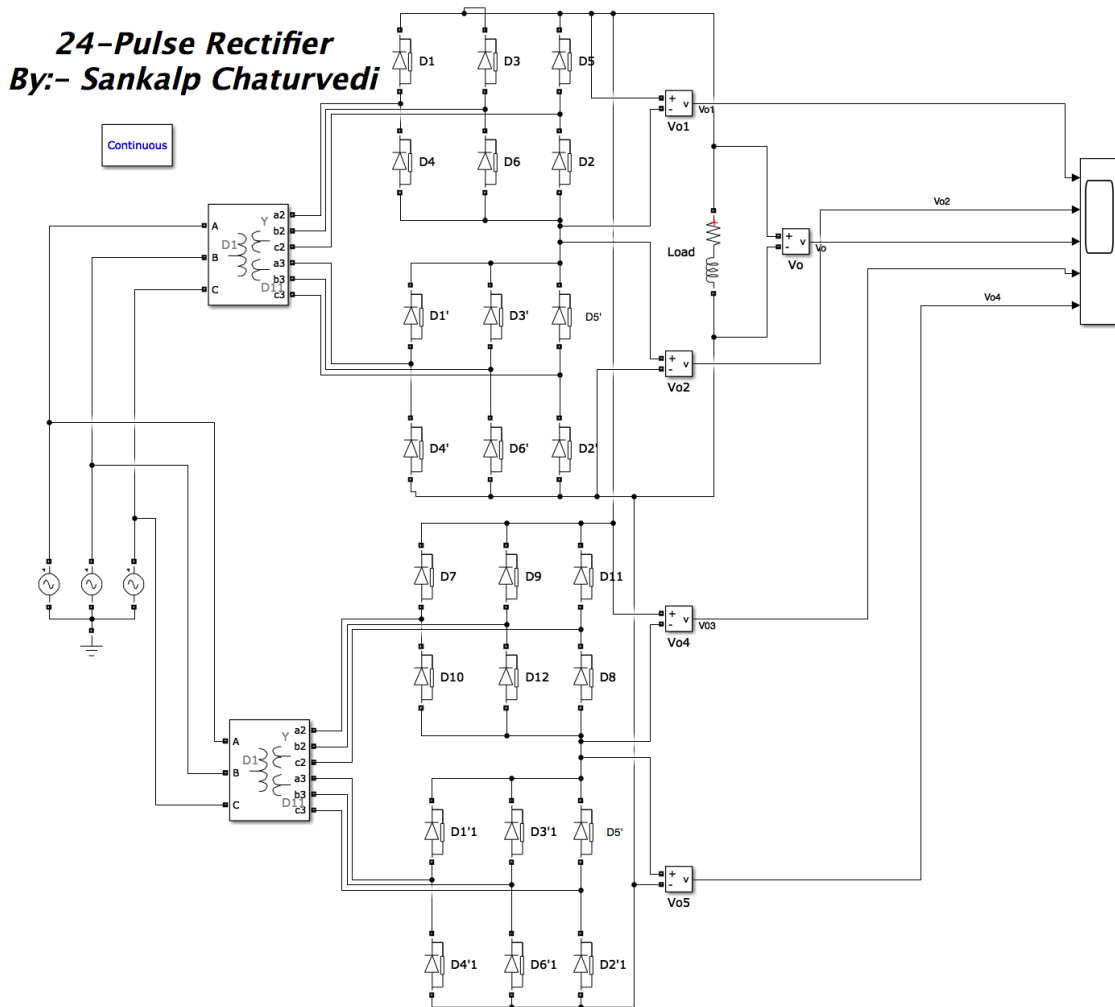 24-Pulse Rectifier
By:- Sankalp Chaturvedi
Continuous
D1 D3 D5
D4 D6 D2
Vo1 Vo1
A B C
Y D1 D11
a2 b2 c2 a3 b3 c3
Load
Vo Vo
Vo2
D1' D3' D5'
Vo2
Vo4
D4' D6' D2'
D7 D9 D11
D10 D12 D8
Vo4 V03
A B C
Y D1 D11
a2 b2 c2 a3 b3 c3
D1'1 D3'1 D5'
Vo5
D4'1 D6'1 D2'1
+ - v
+ - v
+ - v
+ - v
+ - v